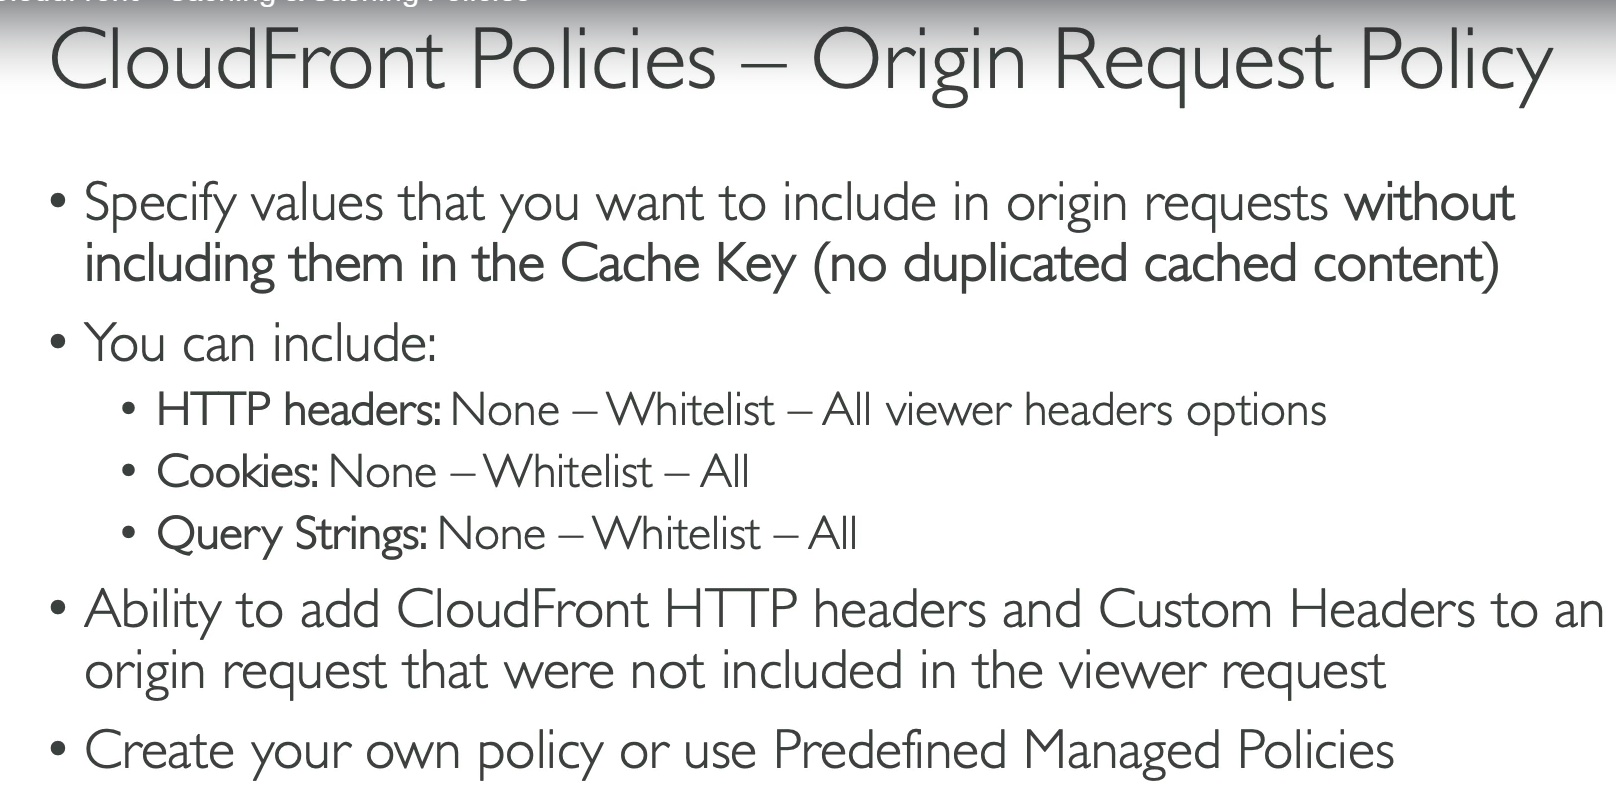 CloudFront - Caching & Caching Policies
CloudFront Policies – Origin Request Policy
• Specify values that you want to include in origin requests without
including them in the Cache Key (no duplicated cached content)
• You can include:
• HTTP headers: None – Whitelist – All viewer headers options
• Cookies: None – Whitelist – All
• Query Strings: None – Whitelist – All
• Ability to add CloudFront HTTP headers and Custom Headers to an
origin request that were not included in the viewer request
• Create your own policy or use Predefined Managed Policies